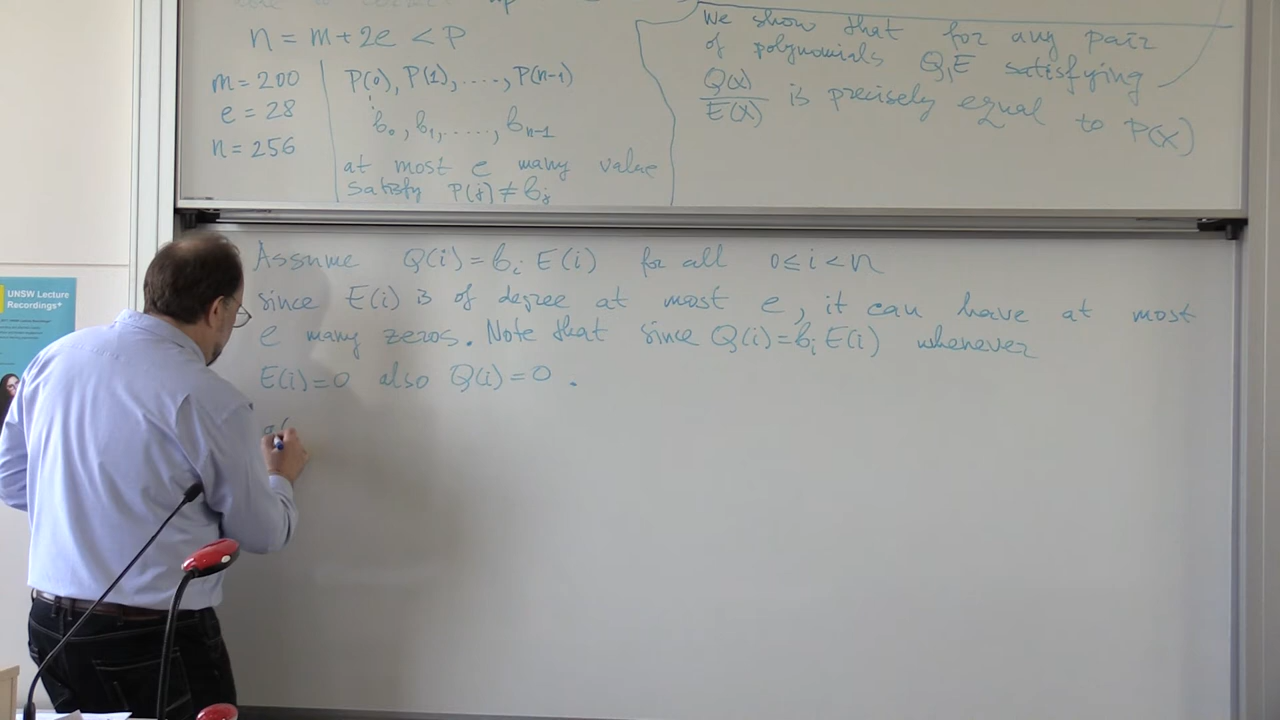 n = m + 2e < P
m = 200
e = 28
n = 256
P(0), P(1), ....., P(n-1)
b₀, b₁, ......, bₙ₋₁
at most e many value
satisfy P(j) ≠ bⱼ
We show that for any pair
of polynomials Q, E satisfying
Q(x)/E(x) is precisely equal to P(x)
Assume Q(i) = bᵢ E(i) for all 0 ≤ i < n
since E(i) is of degree at most e, it can have at most
e many zeros. Note that since Q(i) = bᵢ E(i) whenever
E(i) = 0 also Q(i) = 0.
UNSW Lecture
Recordings+